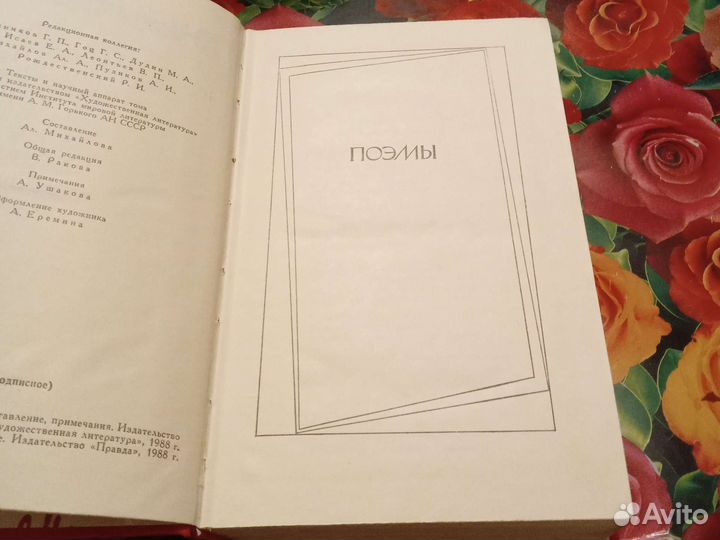 Редакционная коллегия:
Г. П., Гоц Г. С., Дудин М. А.,
Исаев Е. А., Леонтьев В. П.,
Ал. А., Пузиков А. И.,
Рождественский Р. И.
Тексты и научный аппарат тома
издательством «Художественная литература»
Института мировой литературы
имени А. М. Горького АН СССР
Составление
Ал. Михайлова
Общая редакция
В. Ракова
Примечания
А. Ушакова
Оформление художника
А. Еремина
одписное)
тавление, примечания. Издательство
удожественная литература», 1988 г.
е. Издательство «Правда», 1988 г.
ПОЭМЫ
Avito